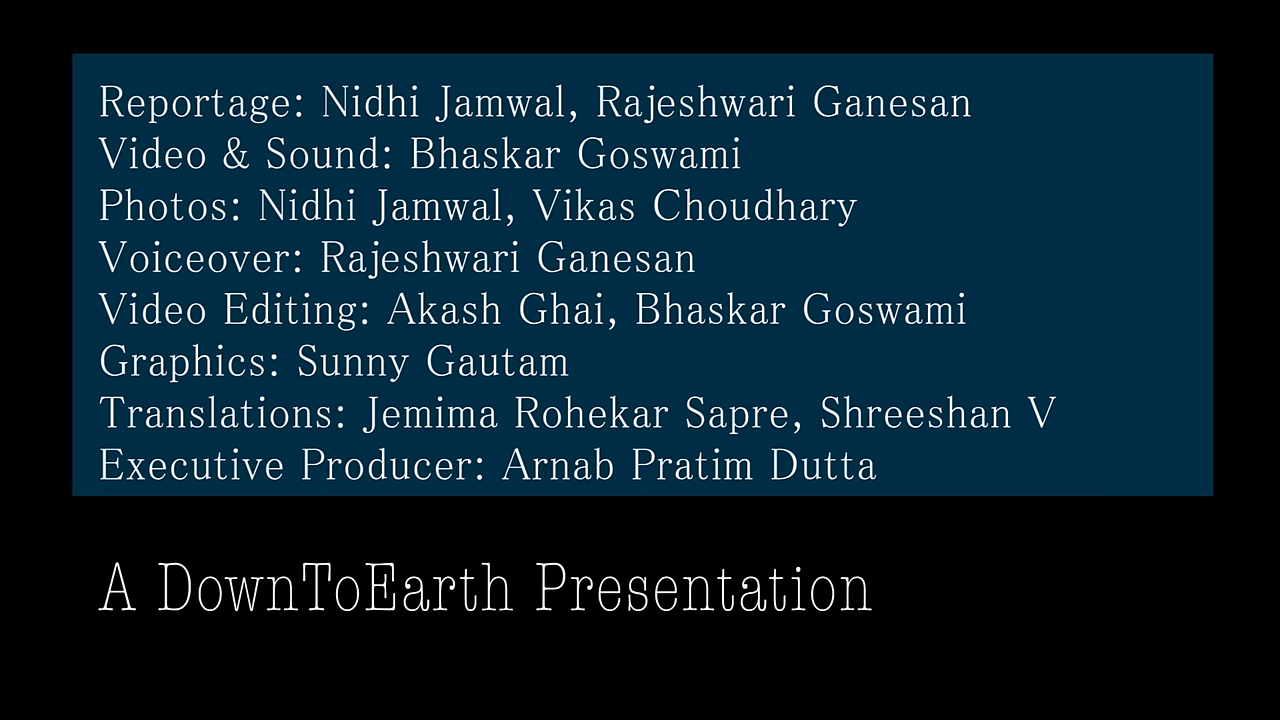 Reportage: Nidhi Jamwal, Rajeshwari Ganesan
Video & Sound: Bhaskar Goswami
Photos: Nidhi Jamwal, Vikas Choudhary
Voiceover: Rajeshwari Ganesan
Video Editing: Akash Ghai, Bhaskar Goswami
Graphics: Sunny Gautam
Translations: Jemima Rohekar Sapre, Shreeshan V
Executive Producer: Arnab Pratim Dutta
A DownToEarth Presentation